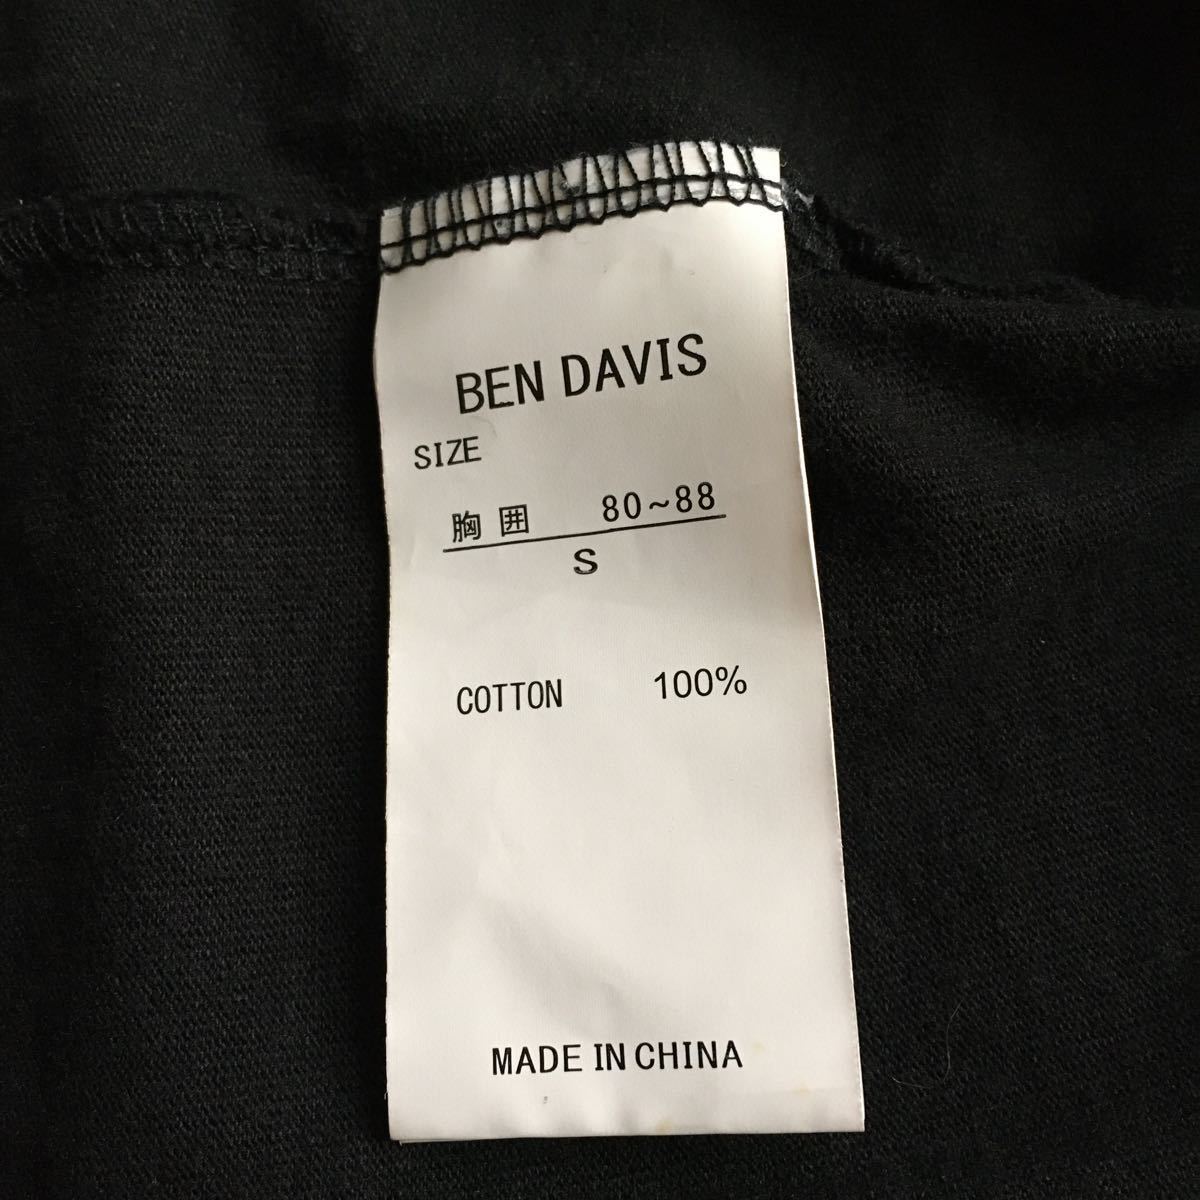 BEN DAVIS
SIZE
胸囲 80~88
S
COTTON 100%
MADE IN CHINA